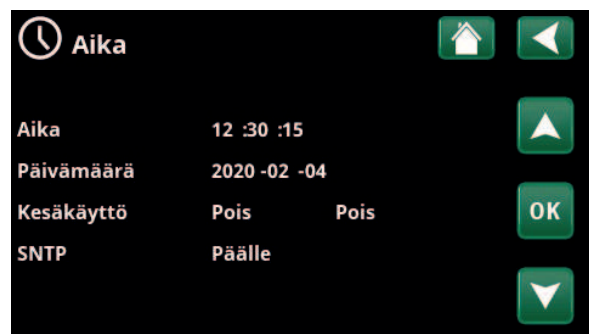 Aika
Aika 12 :30 :15
Päivämäärä 2020 -02 -04
Kesäkäyttö Pois Pois
OK
SNTP Päälle